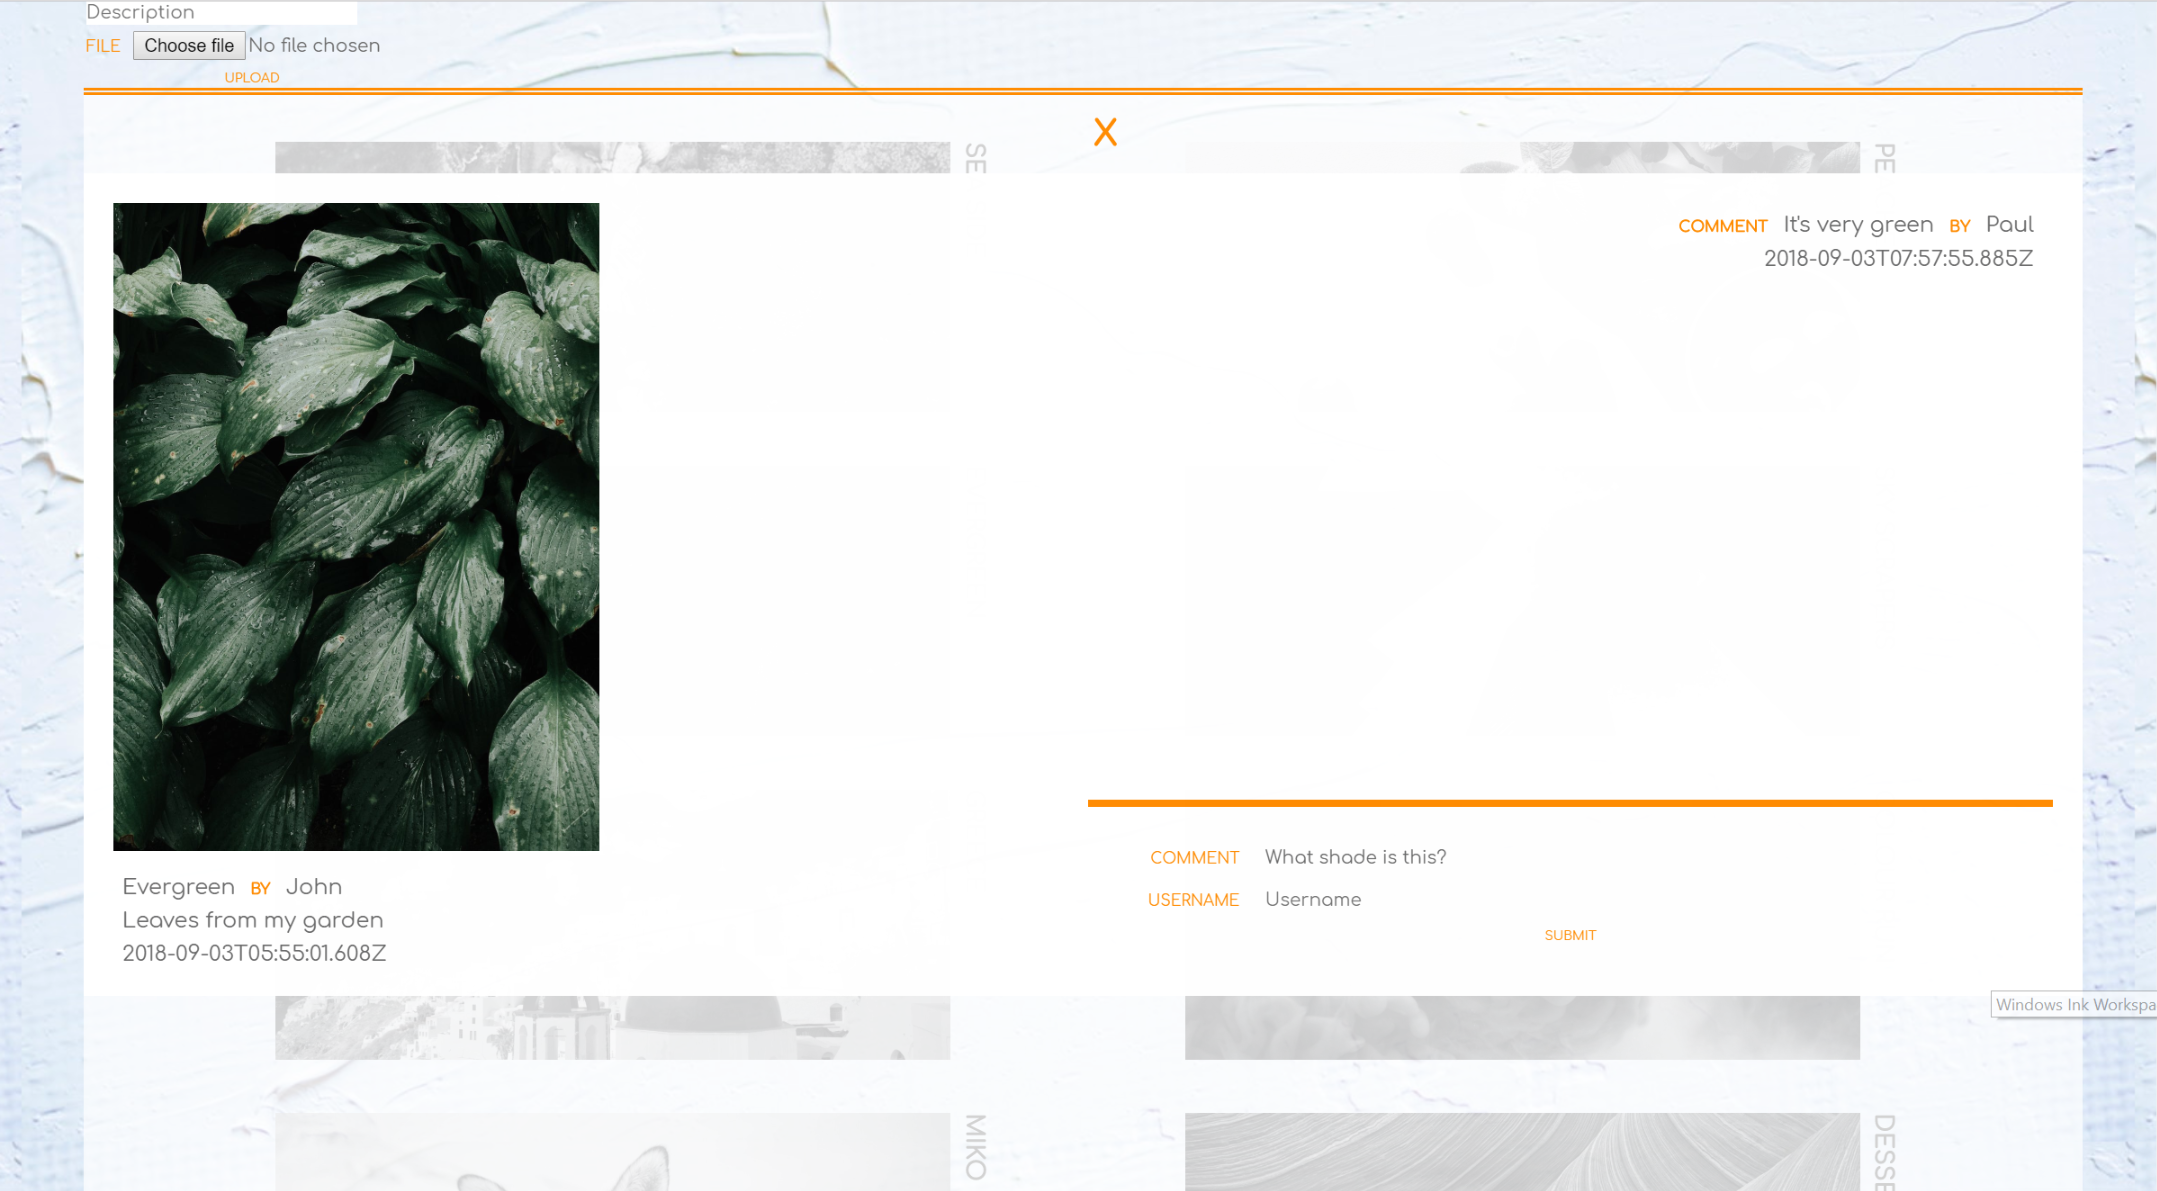 Description
FILE Choose file No file chosen
UPLOAD
X
SE
PE
COMMENT It's very green BY Paul
2018-09-03T07:57:55.885Z
Evergreen BY John
Leaves from my garden
2018-09-03T05:55:01.608Z
COMMENT What shade is this?
USERNAME Username
SUBMIT
Windows Ink Workspa
MIKO
DESSE